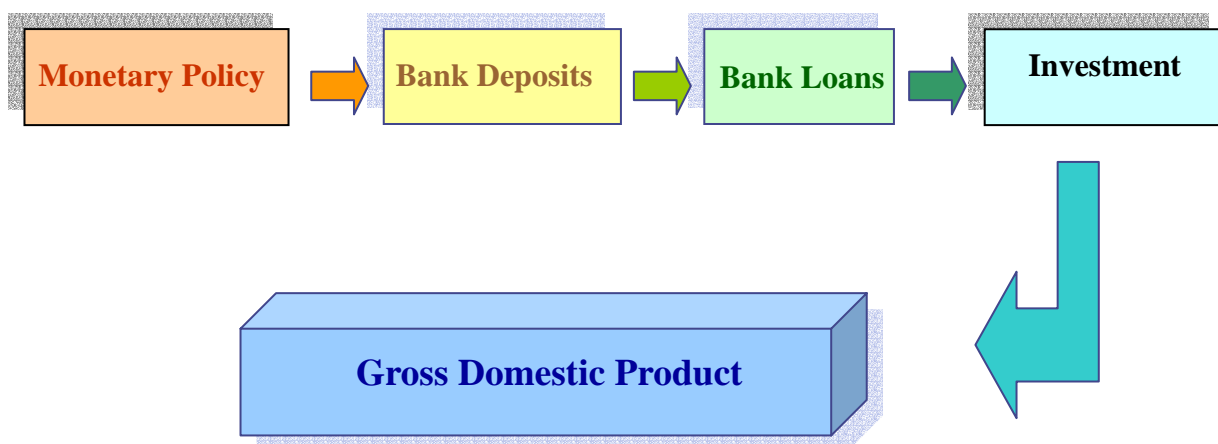 Monetary Policy
Bank Deposits
Bank Loans
Investment
Gross Domestic Product